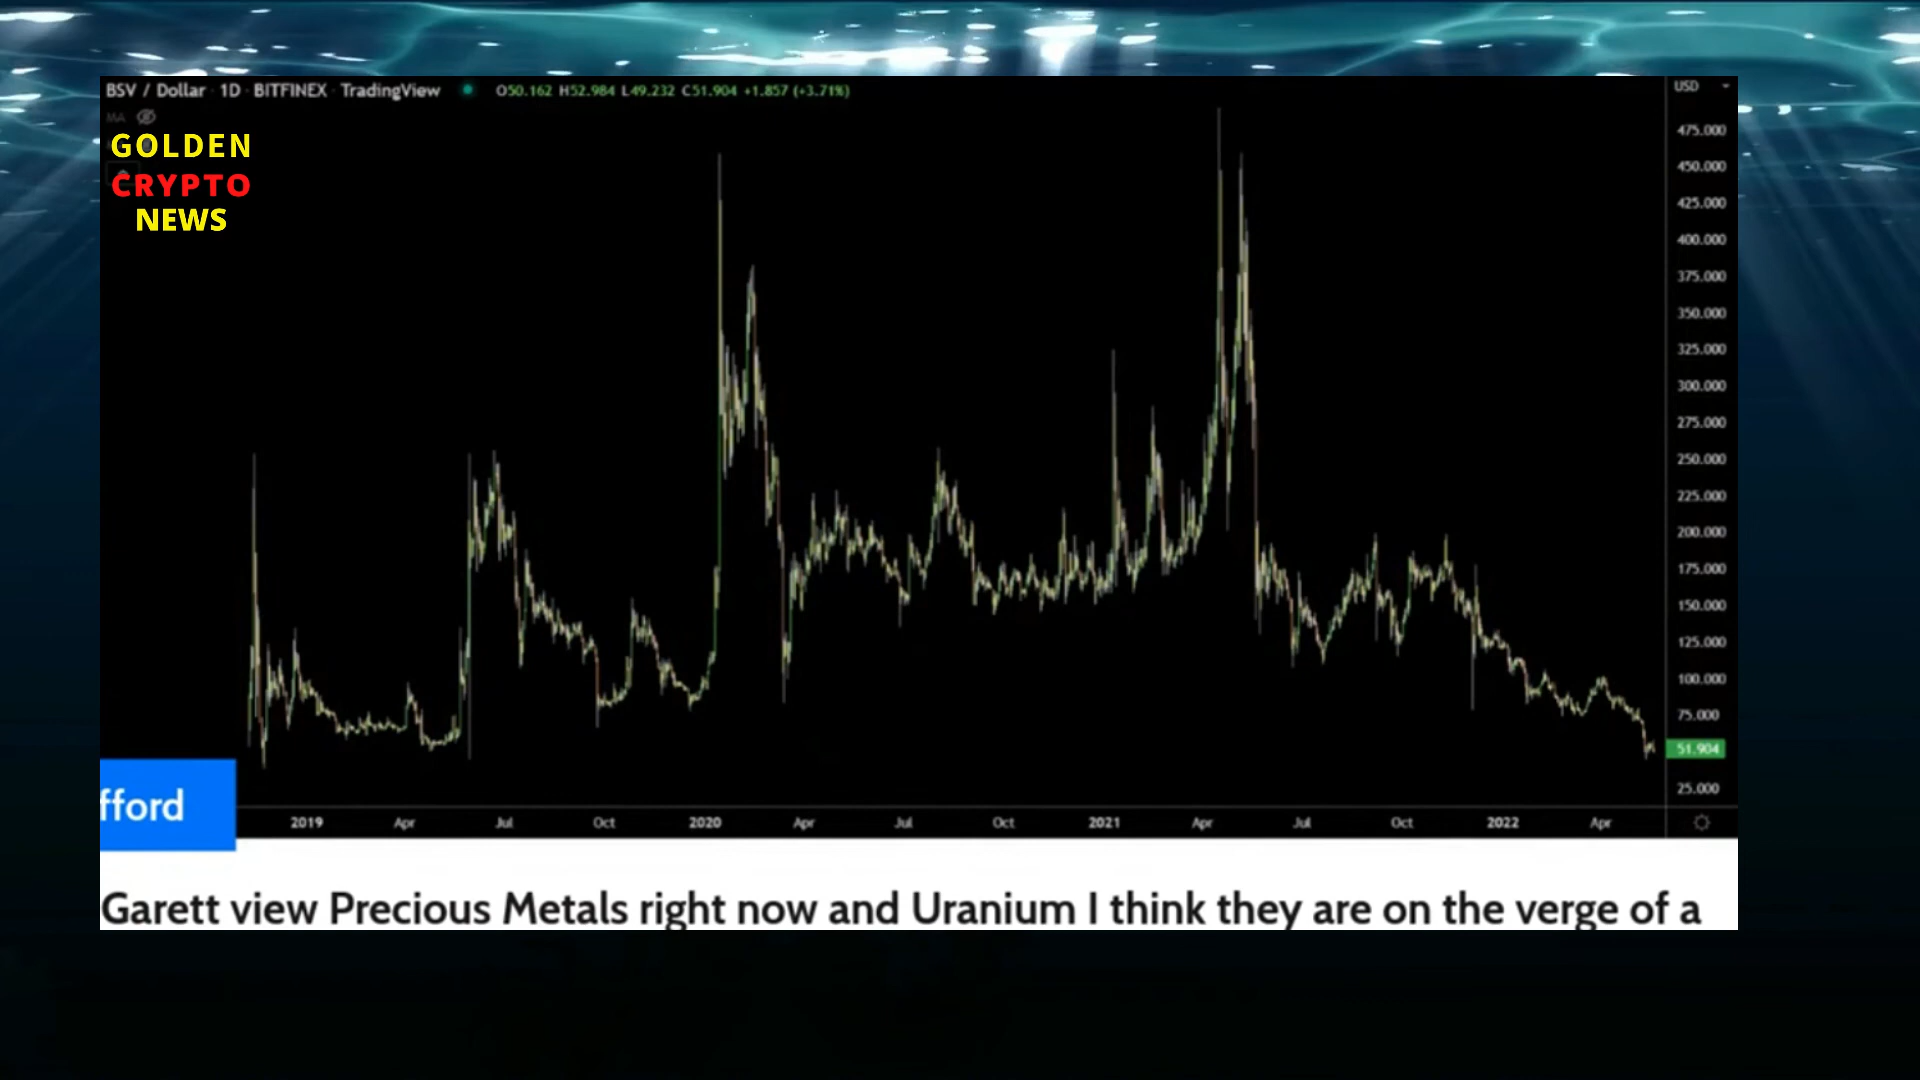 BSV / Dollar · 1D · BITFINEX · TradingView O50.162 H52.984 L49.232 C51.904 +1.857 (+3.71%)
USD
MA
GOLDEN
CRYPTO
NEWS
475.000
450.000
425.000
400.000
375.000
350.000
325.000
300.000
275.000
250.000
225.000
200.000
175.000
150.000
125.000
100.000
75.000
51.904
25.000
2019 Apr Jul Oct 2020 Apr Jul Oct 2021 Apr Jul Oct 2022 Apr
fford
Garett view Precious Metals right now and Uranium I think they are on the verge of a